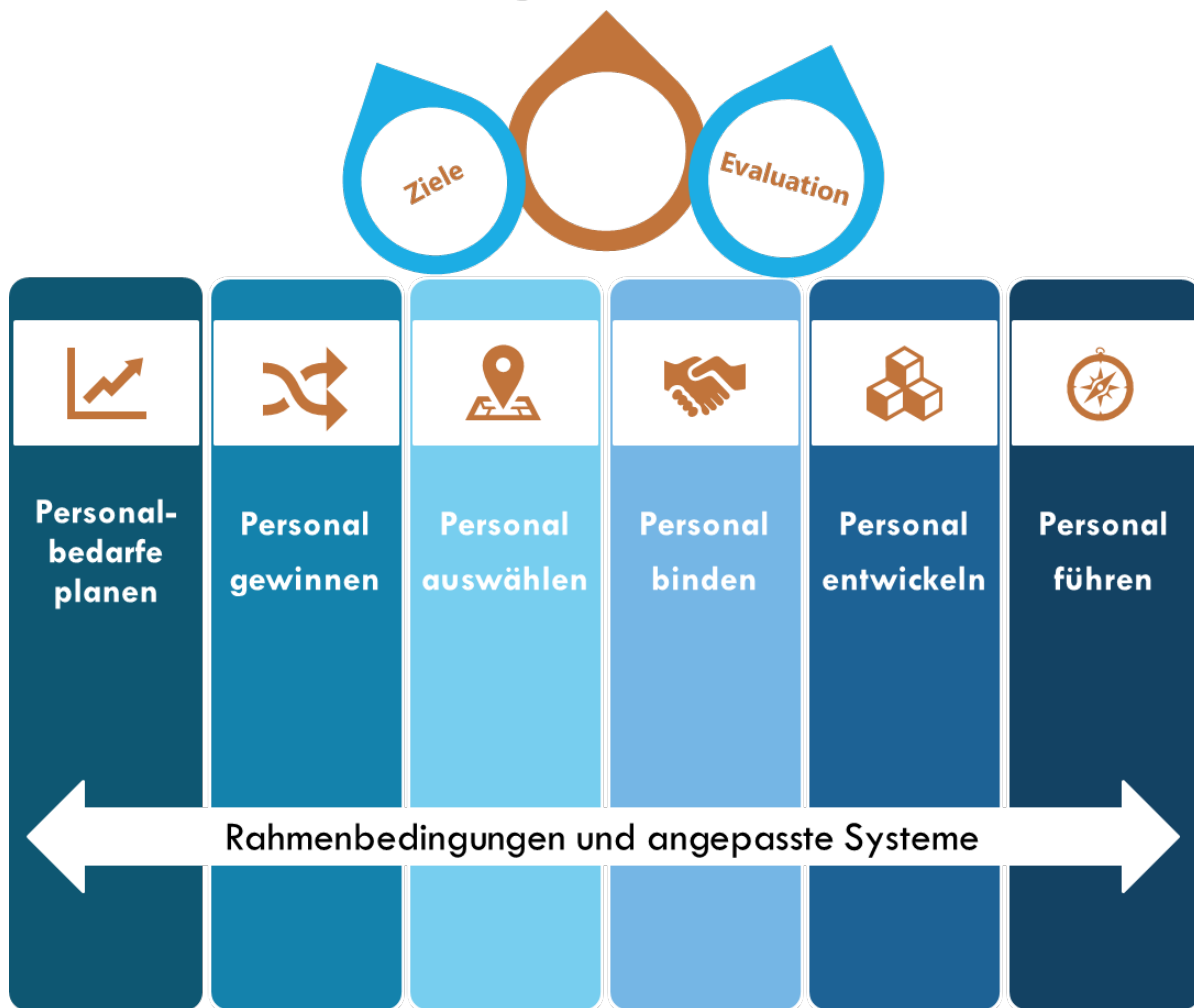 Ziele
Evaluation
Personal-
bedarfe
planen
Personal
gewinnen
Personal
auswählen
Personal
binden
Personal
entwickeln
Personal
führen
Rahmenbedingungen und angepasste Systeme